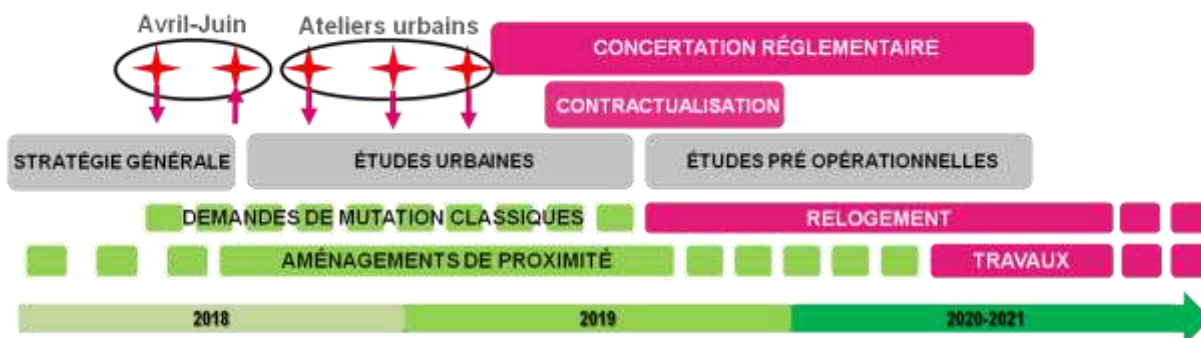 Avril-Juin
Ateliers urbains
CONCERTATION RÉGLEMENTAIRE
CONTRACTUALISATION
STRATÉGIE GÉNÉRALE
ÉTUDES URBAINES
ÉTUDES PRÉ OPÉRATIONNELLES
DEMANDES DE MUTATION CLASSIQUES
RELOGEMENT
AMÉNAGEMENTS DE PROXIMITÉ
TRAVAUX
2018
2019
2020-2021